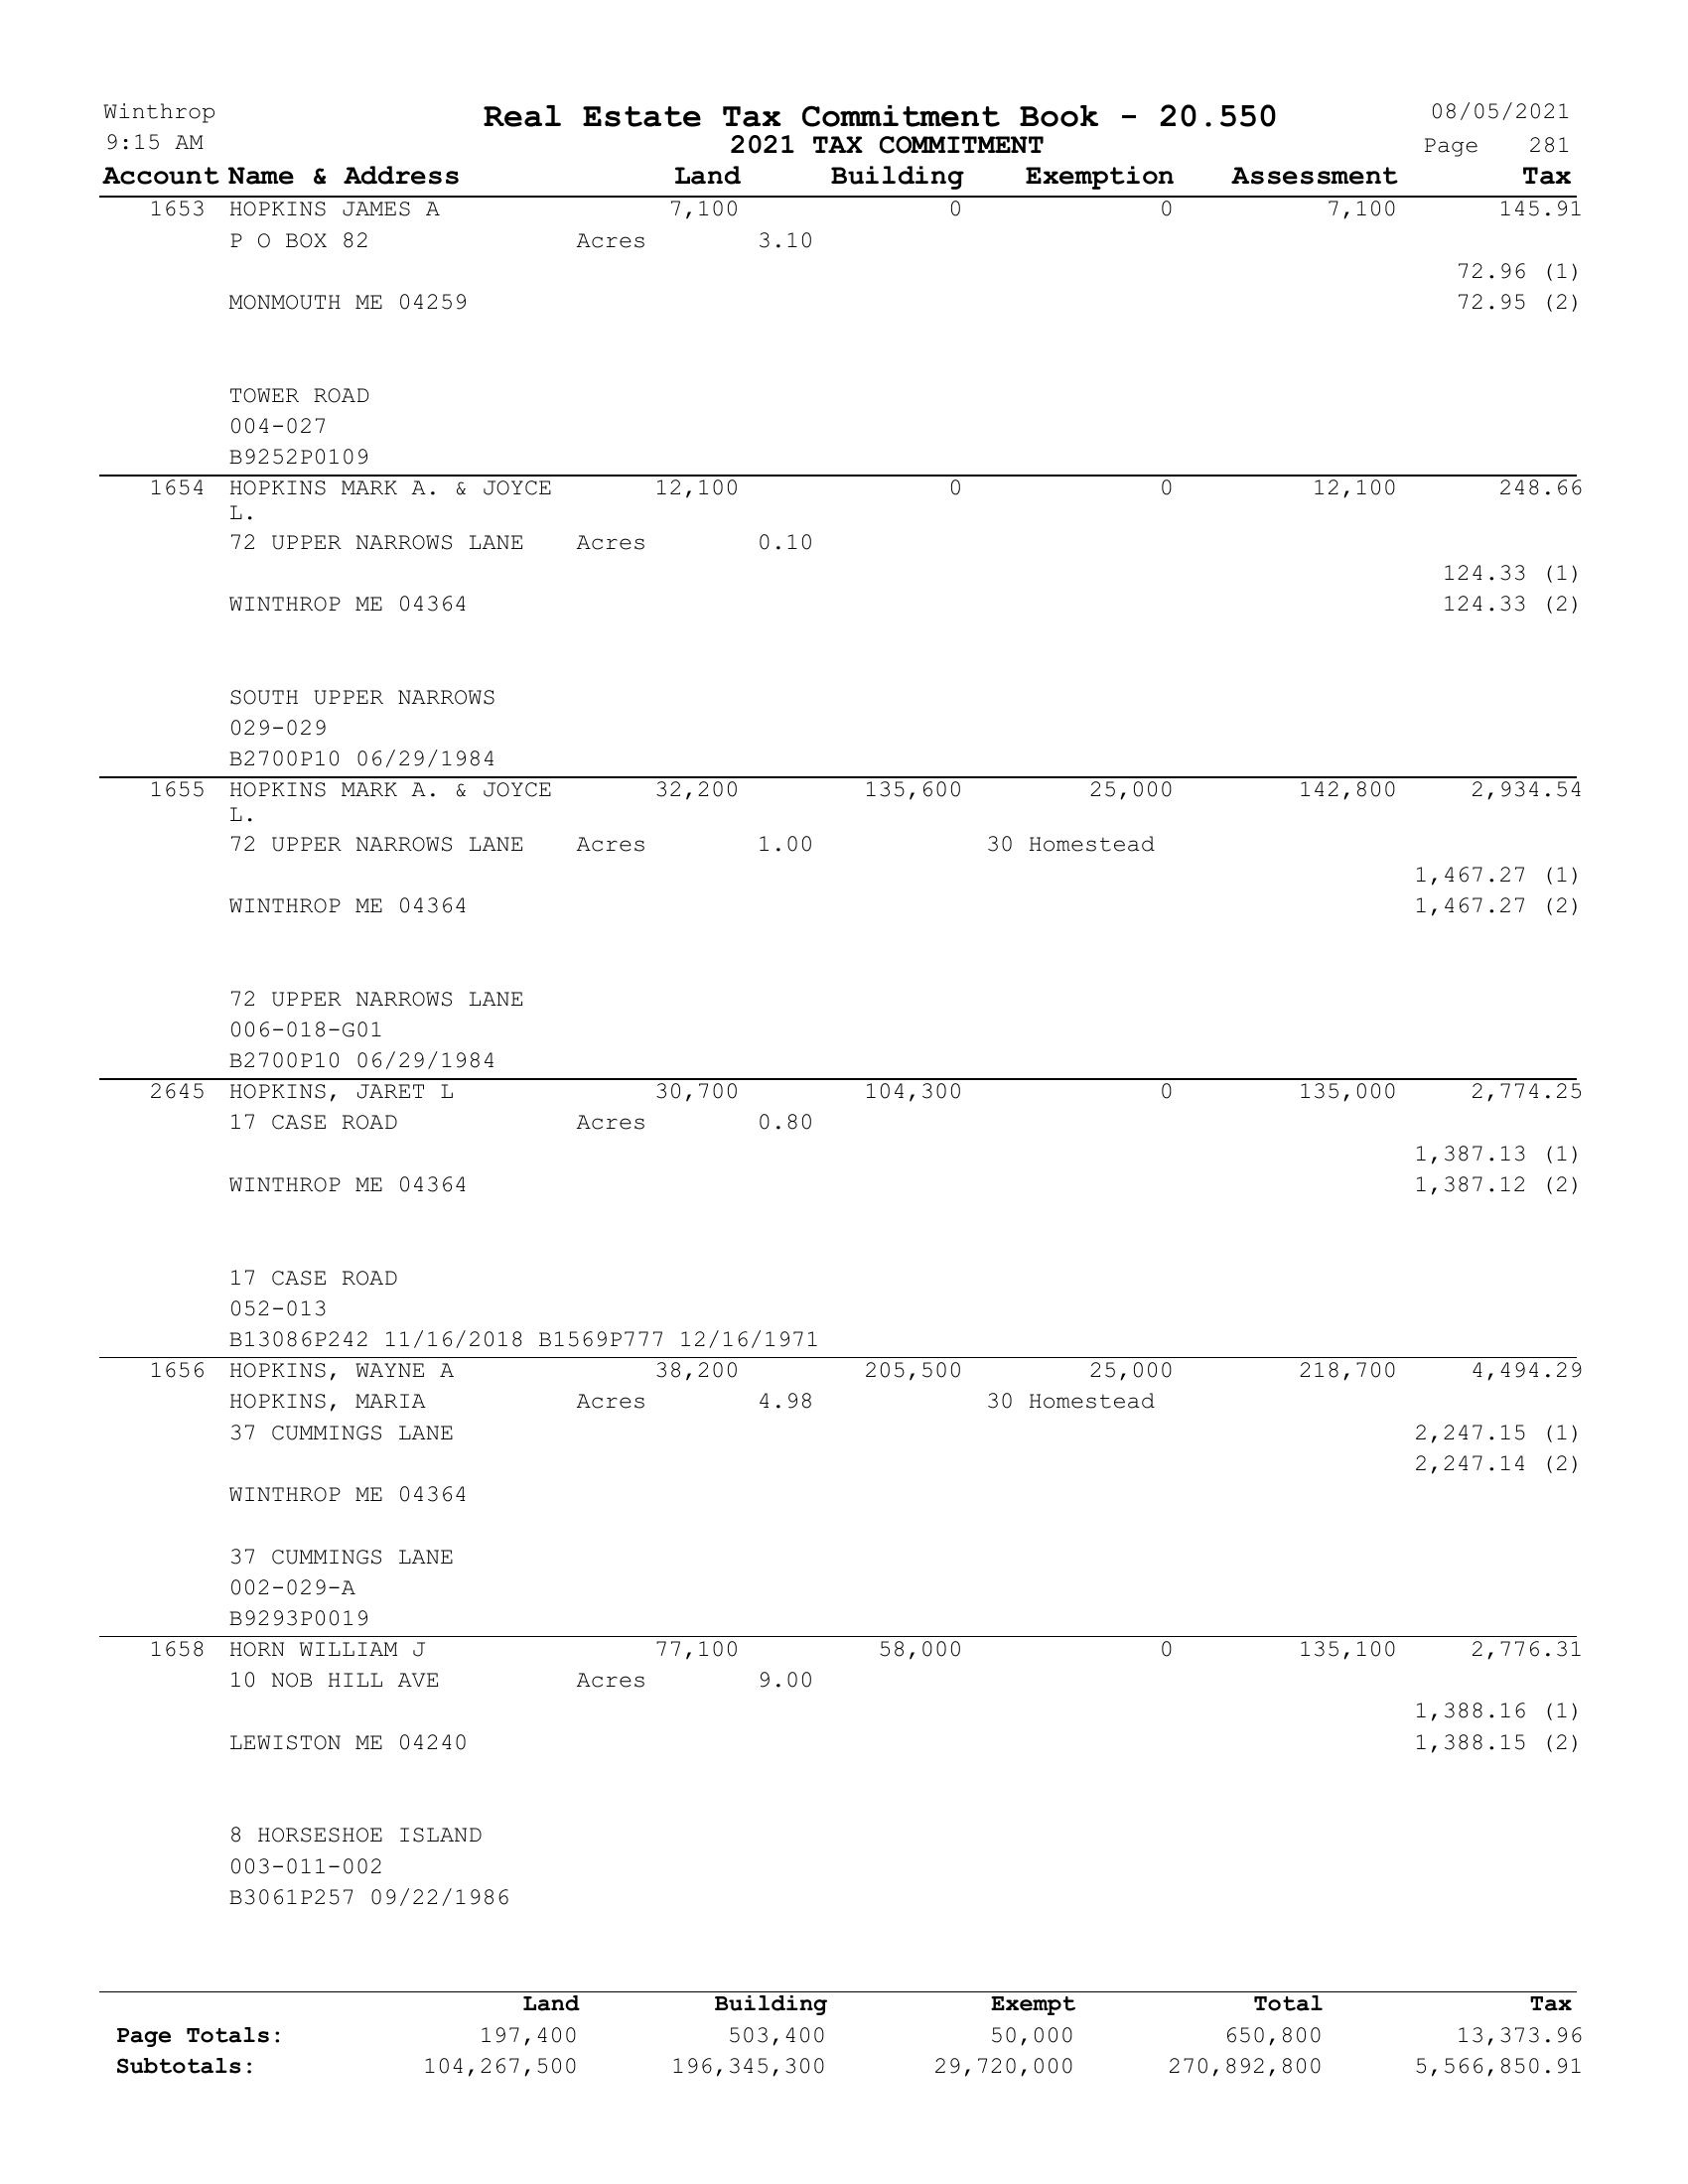 Winthrop Real Estate Tax Commitment Book - 20.550 08/05/2021
9:15 AM 2021 TAX COMMITMENT Page 281
Account Name & Address Land Building Exemption Assessment Tax
1653 HOPKINS JAMES A 7,100 0 0 7,100 145.91
P O BOX 82 Acres 3.10
72.96 (1)
MONMOUTH ME 04259 72.95 (2)
TOWER ROAD
004-027
B9252P0109
1654 HOPKINS MARK A. & JOYCE 12,100 0 0 12,100 248.66
L.
72 UPPER NARROWS LANE Acres 0.10
124.33 (1)
WINTHROP ME 04364 124.33 (2)
SOUTH UPPER NARROWS
029-029
B2700P10 06/29/1984
1655 HOPKINS MARK A. & JOYCE 32,200 135,600 25,000 142,800 2,934.54
L.
72 UPPER NARROWS LANE Acres 1.00 30 Homestead
1,467.27 (1)
WINTHROP ME 04364 1,467.27 (2)
72 UPPER NARROWS LANE
006-018-G01
B2700P10 06/29/1984
2645 HOPKINS, JARET L 30,700 104,300 0 135,000 2,774.25
17 CASE ROAD Acres 0.80
1,387.13 (1)
WINTHROP ME 04364 1,387.12 (2)
17 CASE ROAD
052-013
B13086P242 11/16/2018 B1569P777 12/16/1971
1656 HOPKINS, WAYNE A 38,200 205,500 25,000 218,700 4,494.29
HOPKINS, MARIA Acres 4.98 30 Homestead
37 CUMMINGS LANE 2,247.15 (1)
2,247.14 (2)
WINTHROP ME 04364
37 CUMMINGS LANE
002-029-A
B9293P0019
1658 HORN WILLIAM J 77,100 58,000 0 135,100 2,776.31
10 NOB HILL AVE Acres 9.00
1,388.16 (1)
LEWISTON ME 04240 1,388.15 (2)
8 HORSESHOE ISLAND
003-011-002
B3061P257 09/22/1986
Land Building Exempt Total Tax
Page Totals: 197,400 503,400 50,000 650,800 13,373.96
Subtotals: 104,267,500 196,345,300 29,720,000 270,892,800 5,566,850.91